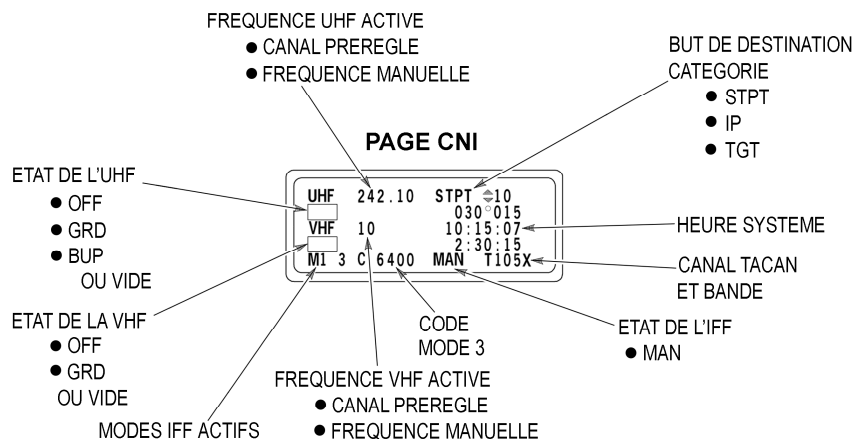 FREQUENCE UHF ACTIVE
● CANAL PREREGLE
● FREQUENCE MANUELLE
BUT DE DESTINATION
CATEGORIE
● STPT
● IP
● TGT
PAGE CNI
ETAT DE L'UHF
● OFF
● GRD
● BUP
OU VIDE
UHF 242.10 STPT 10
030°015
VHF 10 10:15:07
2:30:15
M1 3 C 6400 MAN T105X
HEURE SYSTEME
CANAL TACAN
ET BANDE
ETAT DE LA VHF
● OFF
● GRD
OU VIDE
CODE
MODE 3
ETAT DE L'IFF
● MAN
FREQUENCE VHF ACTIVE
● CANAL PREREGLE
● FREQUENCE MANUELLE
MODES IFF ACTIFS